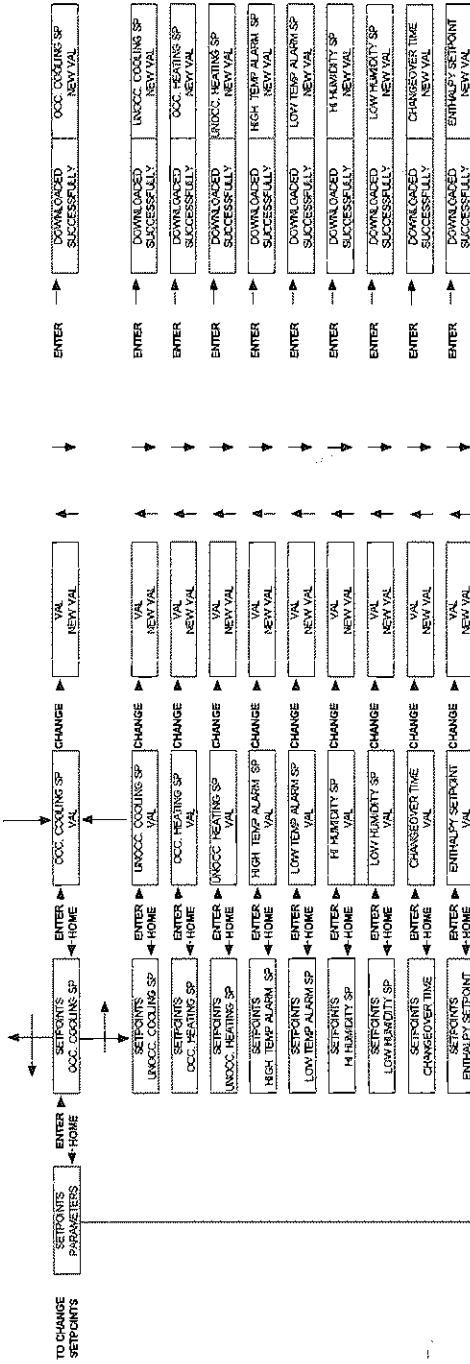 TO CHANGE
SETPOINTS
SETPOINTS
PARAMETERS
ENTER
HOME
SETPOINTS
OCC. COOLING SP
ENTER
HOME
OCC. COOLING SP
VAL
CHANGE
VAL
NEW VAL
ENTER
DOWNLOADED
SUCCESSFULLY
OCC. COOLING SP
NEW VAL
SETPOINTS
UNOCC. COOLING SP
ENTER
HOME
UNOCC. COOLING SP
VAL
CHANGE
VAL
NEW VAL
ENTER
DOWNLOADED
SUCCESSFULLY
UNOCC. COOLING SP
NEW VAL
SETPOINTS
OCC. HEATING SP
ENTER
HOME
OCC. HEATING SP
VAL
CHANGE
VAL
NEW VAL
ENTER
DOWNLOADED
SUCCESSFULLY
OCC. HEATING SP
NEW VAL
SETPOINTS
UNOCC. HEATING SP
ENTER
HOME
UNOCC. HEATING SP
VAL
CHANGE
VAL
NEW VAL
ENTER
DOWNLOADED
SUCCESSFULLY
UNOCC. HEATING SP
NEW VAL
SETPOINTS
HIGH TEMP ALARM SP
ENTER
HOME
HIGH TEMP ALARM SP
VAL
CHANGE
VAL
NEW VAL
ENTER
DOWNLOADED
SUCCESSFULLY
HIGH TEMP ALARM SP
NEW VAL
SETPOINTS
LOW TEMP ALARM SP
ENTER
HOME
LOW TEMP ALARM SP
VAL
CHANGE
VAL
NEW VAL
ENTER
DOWNLOADED
SUCCESSFULLY
LOW TEMP ALARM SP
NEW VAL
SETPOINTS
HI HUMIDITY SP
ENTER
HOME
HI HUMIDITY SP
VAL
CHANGE
VAL
NEW VAL
ENTER
DOWNLOADED
SUCCESSFULLY
HI HUMIDITY SP
NEW VAL
SETPOINTS
LOW HUMIDITY SP
ENTER
HOME
LOW HUMIDITY SP
VAL
CHANGE
VAL
NEW VAL
ENTER
DOWNLOADED
SUCCESSFULLY
LOW HUMIDITY SP
NEW VAL
SETPOINTS
CHANGEOVER TIME
ENTER
HOME
CHANGEOVER TIME
VAL
CHANGE
VAL
NEW VAL
ENTER
DOWNLOADED
SUCCESSFULLY
CHANGEOVER TIME
NEW VAL
SETPOINTS
ENTHALPY SETPOINT
ENTER
HOME
ENTHALPY SETPOINT
VAL
CHANGE
VAL
NEW VAL
ENTER
DOWNLOADED
SUCCESSFULLY
ENTHALPY SETPOINT
NEW VAL